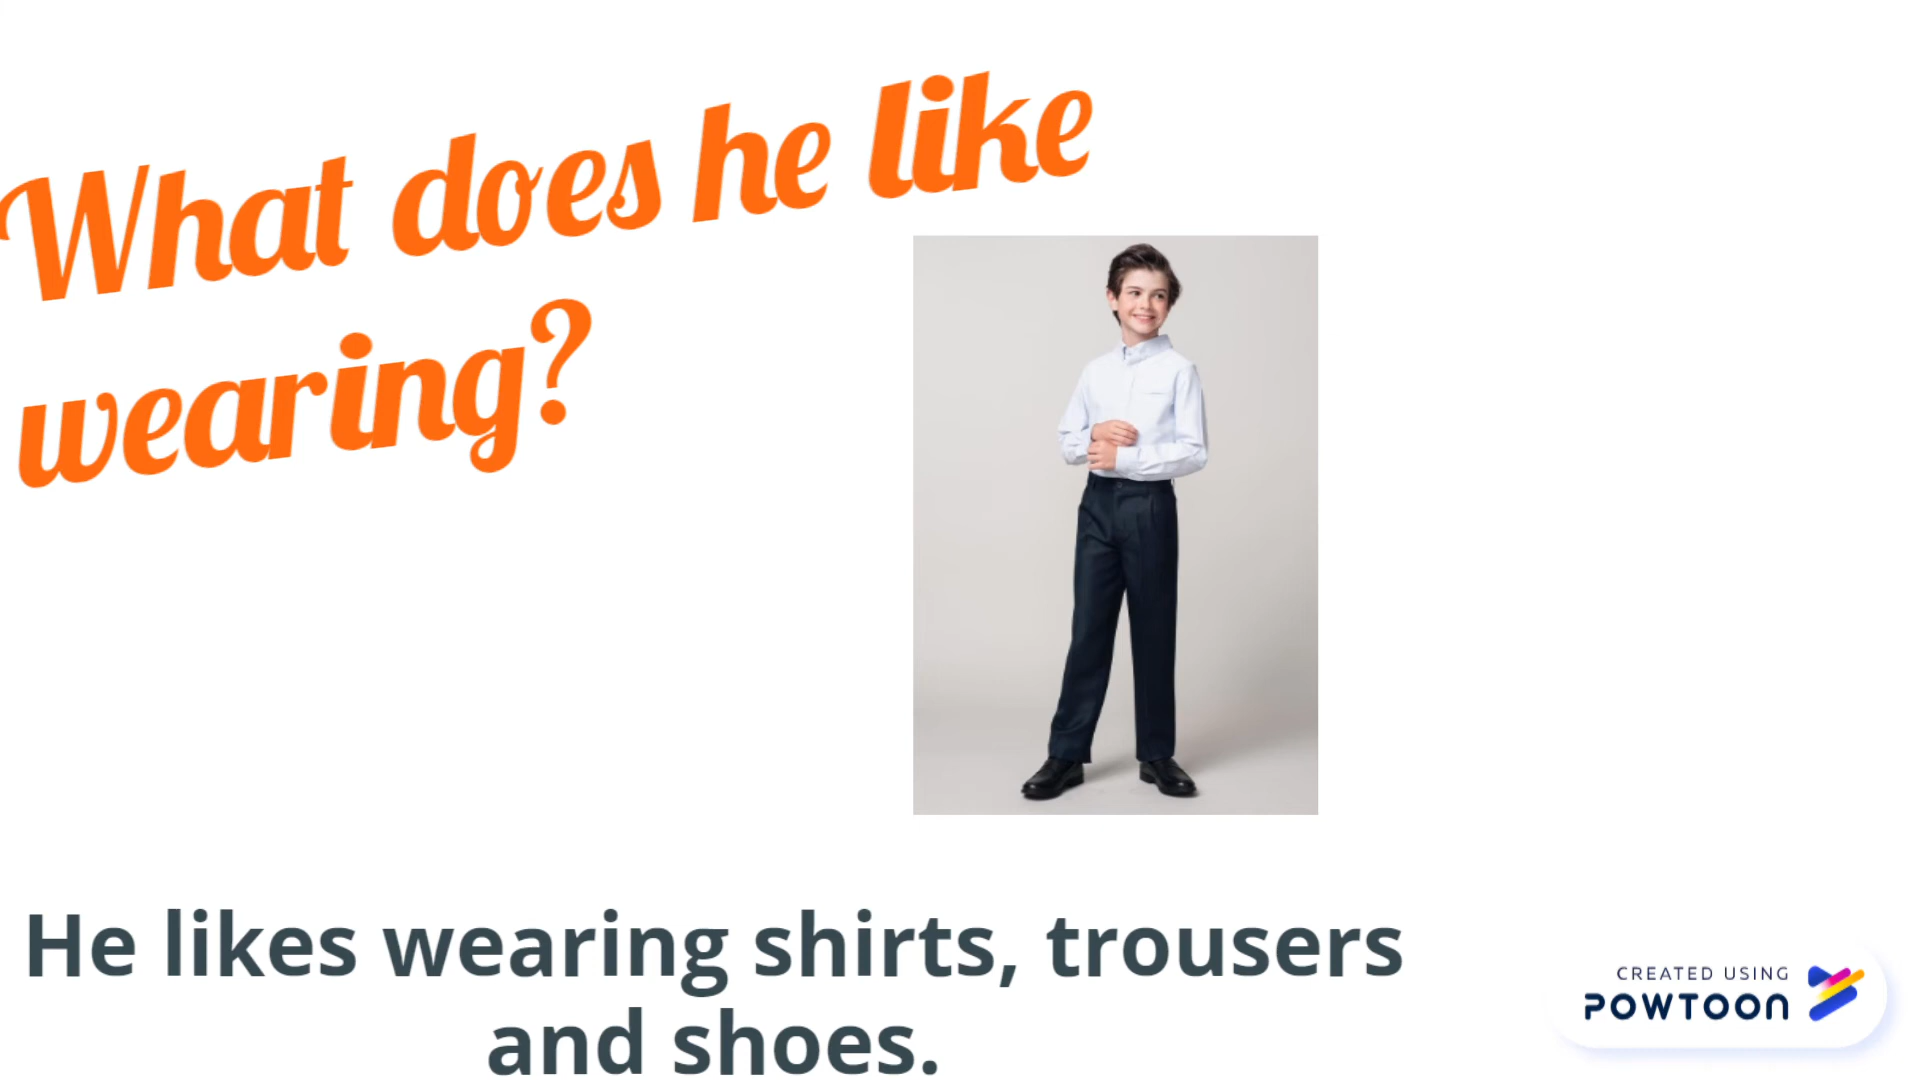 What does he like
wearing?
He likes wearing shirts, trousers
and shoes.
CREATED USING
POWTOON